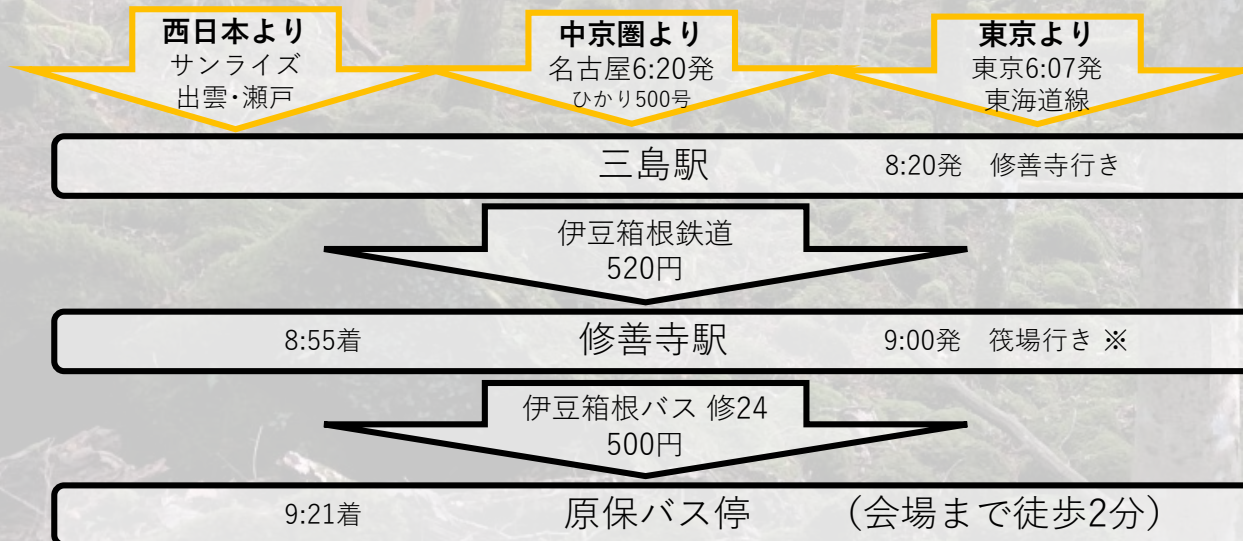 西日本より
サンライズ
出雲･瀬戸
中京圏より
名古屋6:20発
ひかり500号
東京より
東京6:07発
東海道線
三島駅 8:20発 修善寺行き
伊豆箱根鉄道
520円
8:55着 修善寺駅 9:00発 筏場行き ※
伊豆箱根バス 修24
500円
9:21着 原保バス停 （会場まで徒歩2分）